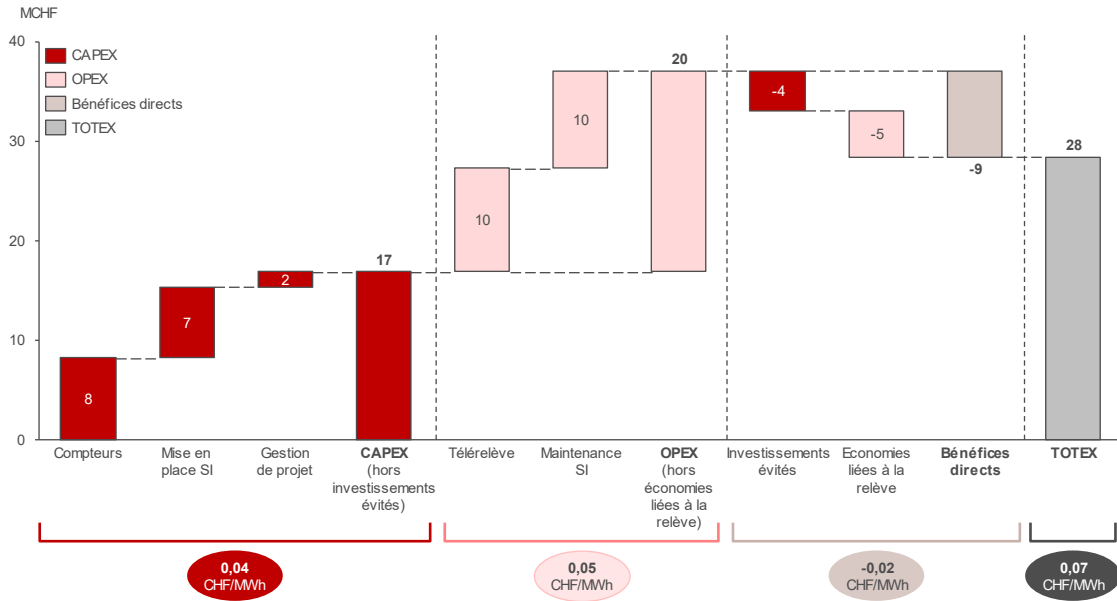 MCHF
40
30
20
10
0
CAPEX
OPEX
Bénéfices directs
TOTEX
8
7
2
17
10
10
20
-4
-5
-9
28
Compteurs
Mise en
place SI
Gestion
de projet
CAPEX
(hors
investissements
évités)
Télérelève
Maintenance
SI
OPEX (hors
économies
liées à la
relève)
Investissements
évités
Economies
liées à la
relève
Bénéfices
directs
TOTEX
0,04
CHF/MWh
0,05
CHF/MWh
-0,02
CHF/MWh
0,07
CHF/MWh